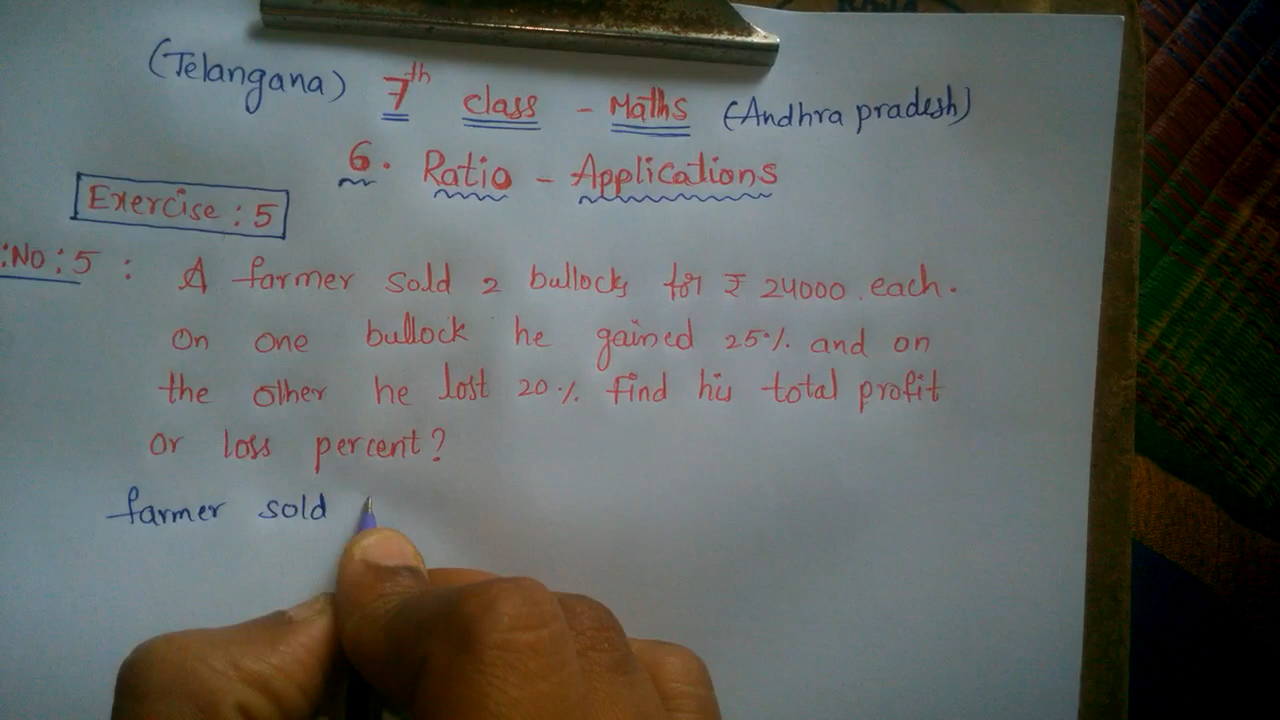 (Telangana) 7th class - Maths (Andhra pradesh)
6. Ratio - Applications
Exercise : 5
:No : 5 : A farmer sold 2 bullocks for ₹ 24000 each.
On one bullock he gained 25% and on
the other he lost 20% Find his total profit
or loss percent?
farmer sold